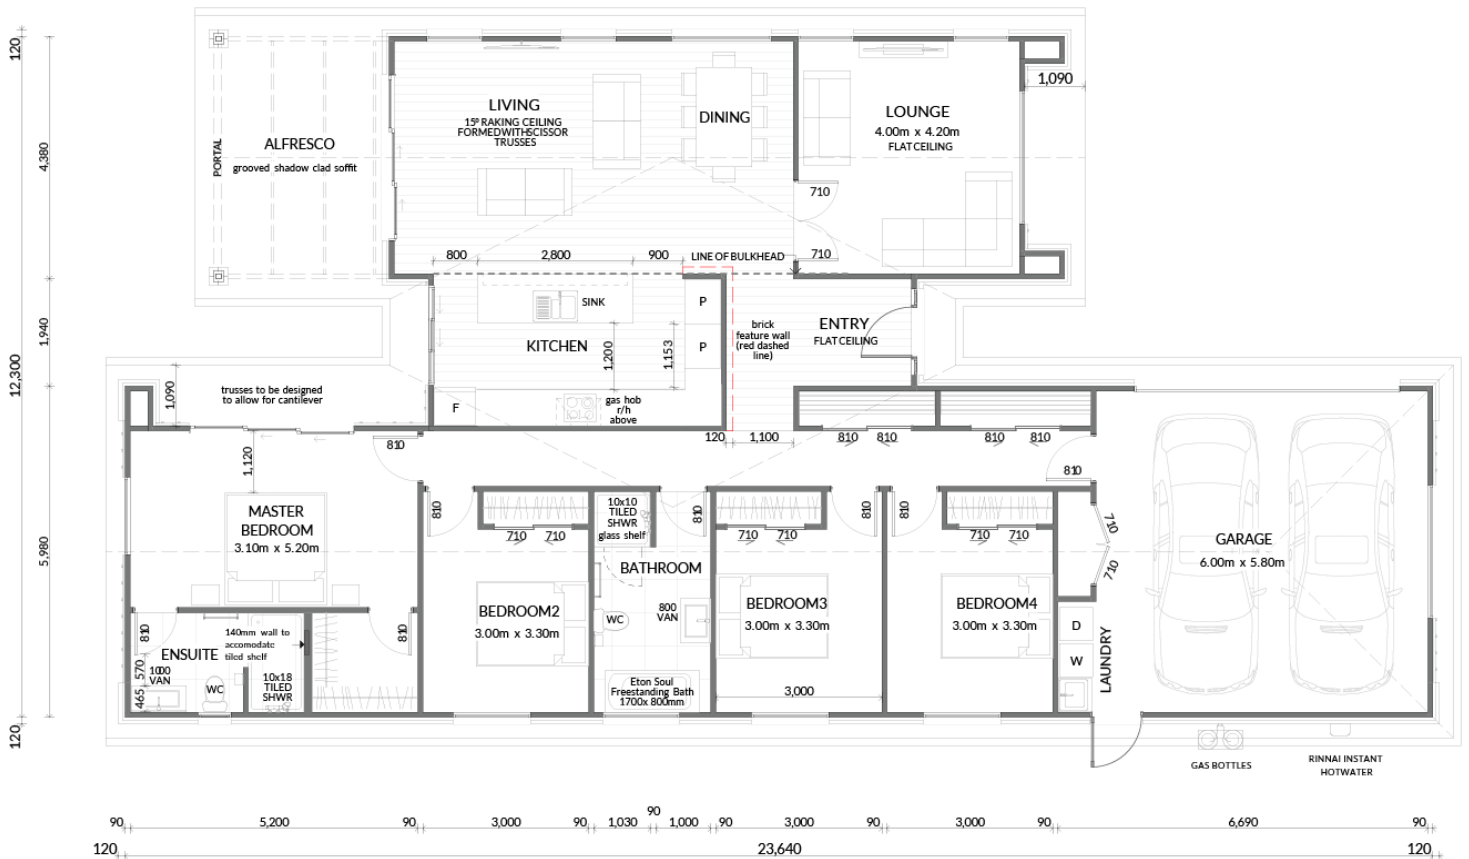 120
4,380
1,940
12,300
5,980
120
PORTAL
ALFRESCO
grooved shadow clad soffit
LIVING
15º RAKING CEILING
FORMEDWITHSCISSOR
TRUSSES
DINING
LOUNGE
4.00m x 4.20m
FLATCEILING
1,090
710
710
800
2,800
900
LINE OF BULKHEAD
SINK
P
P
KITCHEN
1,200
1,153
brick
feature wall
(red dashed
line)
ENTRY
FLATCEILING
F
gas hob
r/h
above
1,090
trusses to be designed
to allow for cantilever
120
1,100
810
810
810
810
810
810
1,120
MASTER
BEDROOM
3.10m x 5.20m
810
710
710
10x10
TILED
SHWR
glass shelf
810
710
710
810
810
710
710
710
710
GARAGE
6.00m x 5.80m
BATHROOM
BEDROOM2
3.00m x 3.30m
WC
800
VAN
BEDROOM3
3.00m x 3.30m
BEDROOM4
3.00m x 3.30m
D
W
LAUNDRY
810
140mm wall to
accomodate
tiled shelf
810
ENSUITE
570
465
1000
VAN
WC
10x18
TILED
SHWR
Eton Soul
Freestanding Bath
1700x 800mm
3,000
GAS BOTTLES
RINNAI INSTANT
HOTWATER
90
5,200
90
3,000
90
1,030
90
1,000
90
3,000
90
3,000
90
6,690
90
120
23,640
120